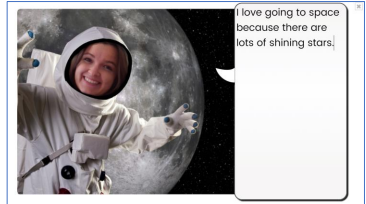 I love going to space
because there are
lots of shining stars.